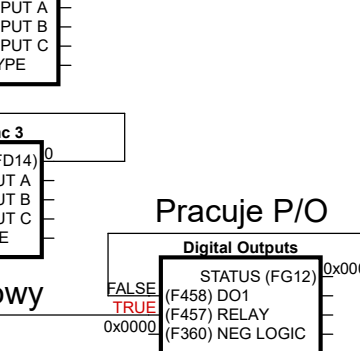 PUT A
PUT B
PUT C
YPE
c 3
FD14) 0
UT A
UT B
UT C
E
Pracuje P/O
Digital Outputs
STATUS (FG12) 0x000
owy
FALSE (F458) DO1
TRUE (F457) RELAY
0x0000 (F360) NEG LOGIC